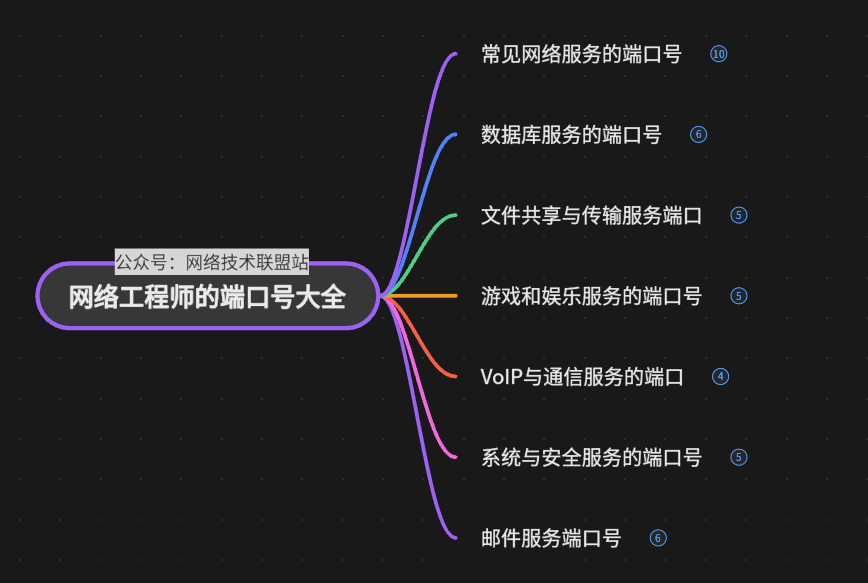 常见网络服务的端口号 10
数据库服务的端口号 6
文件共享与传输服务端口 5
公众号：网络技术联盟站
网络工程师的端口号大全
游戏和娱乐服务的端口号 5
VoIP与通信服务的端口 4
系统与安全服务的端口号 5
邮件服务端口号 6